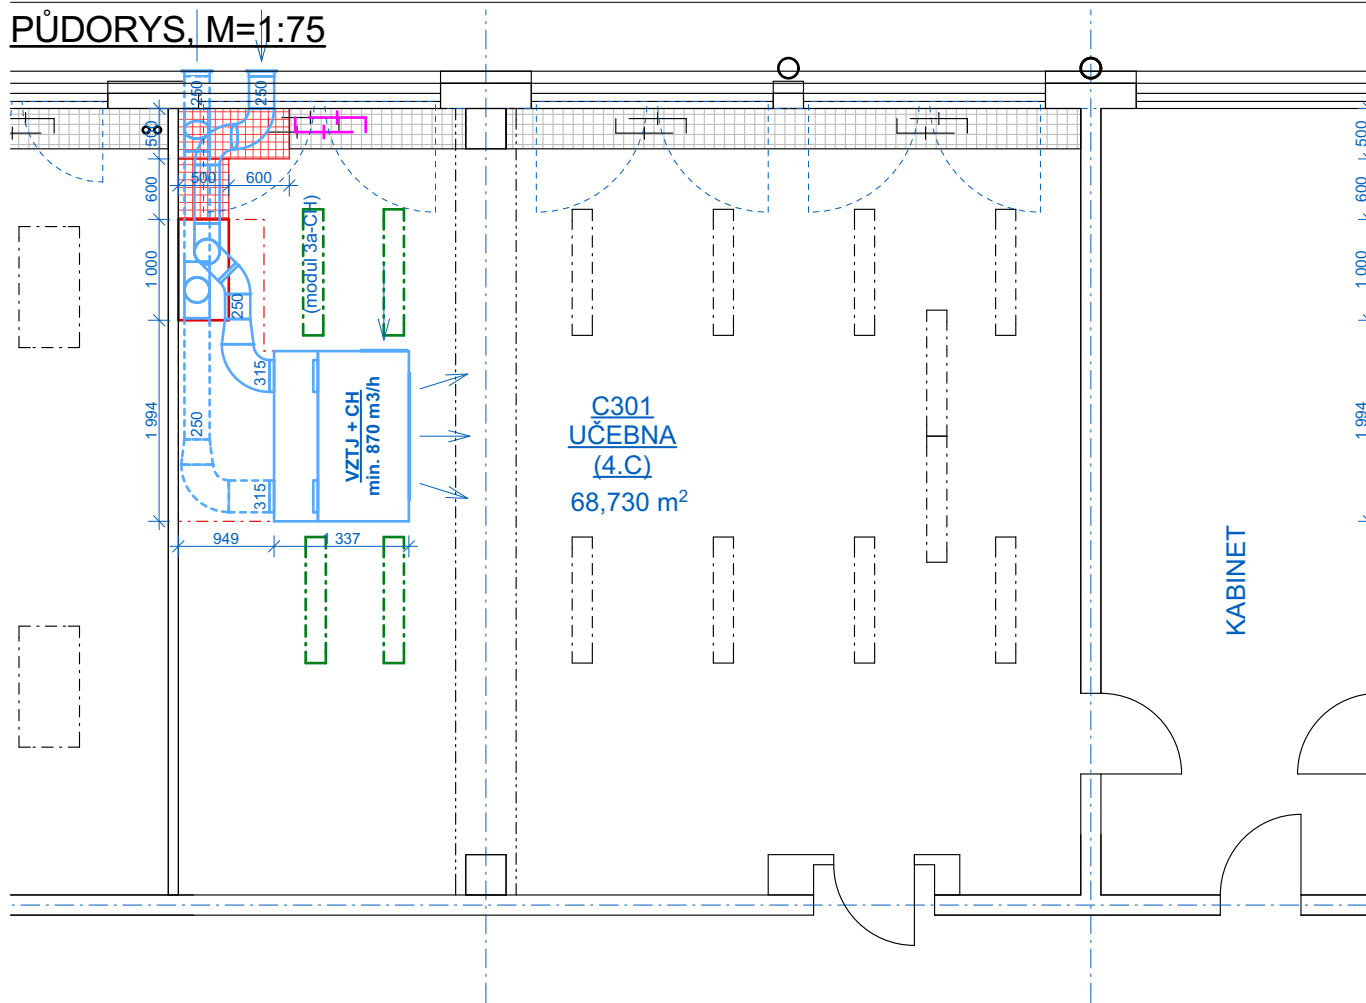 PŮDORYS, M=1:75
250
250
500
600
1 000
1 994
500
600
(modul 3a-CH)
250
315
250
315
VZTJ + CH
min. 870 m3/h
949
1 337
C301
UČEBNA
(4.C)
68,730 m²
KABINET
500
600
1 000
1 994